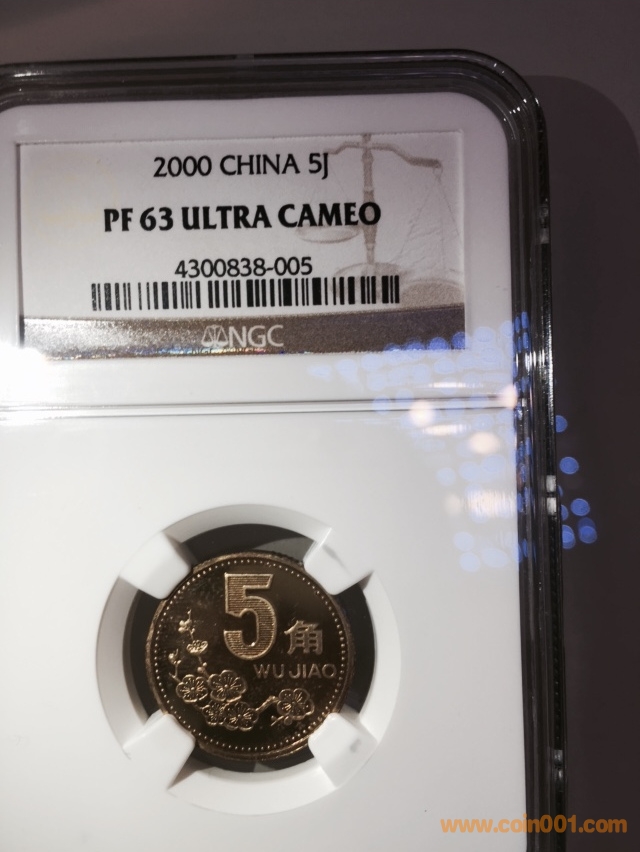 2000 CHINA 5J
PF 63 ULTRA CAMEO
4300838-005
NGC
5角
WU JIAO
www.coin001.com